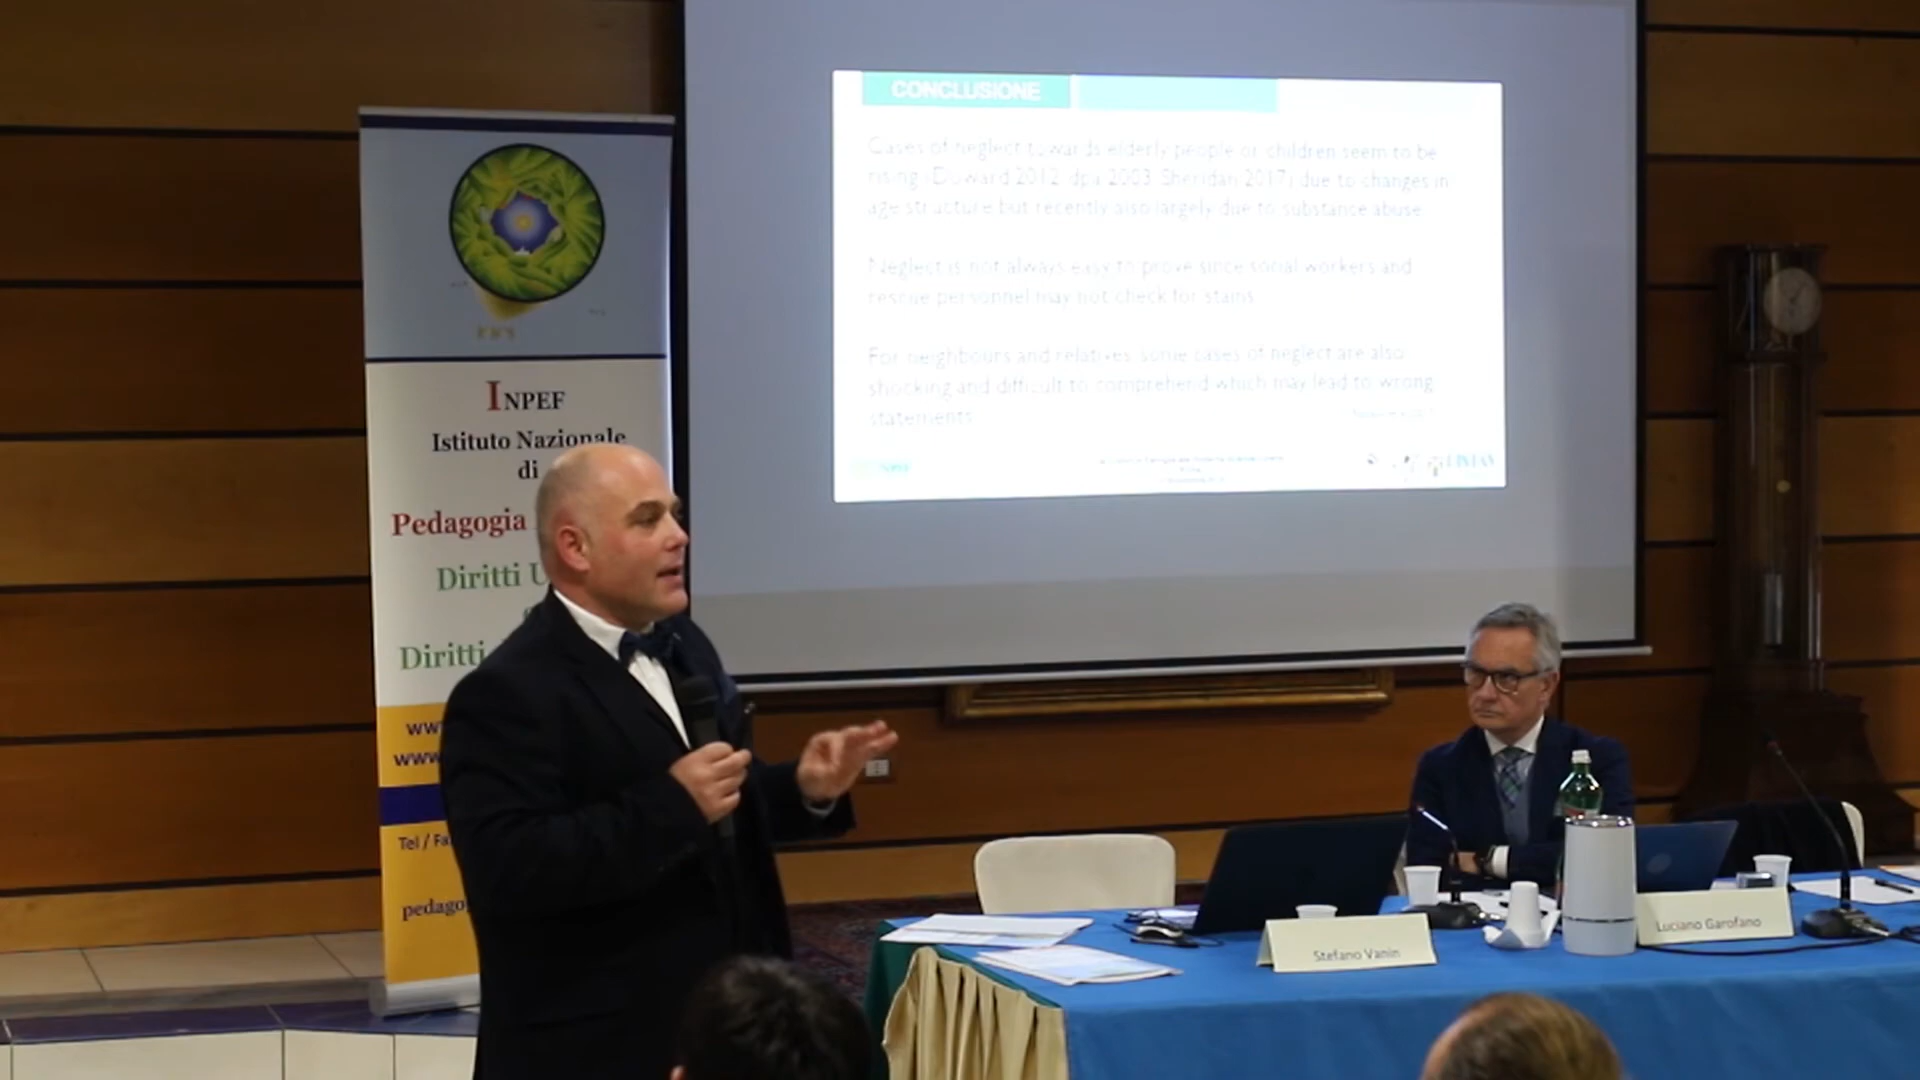 CONCLUSIONE
Cases of neglect towards elderly people or children seem to be
rising (Doward 2012, dpa 2003, Sheridan 2017) due to changes in
age structure but recently also largely due to substance abuse
Neglect is not always easy to prove since social workers and
rescue personnel may not check for stains
For neighbours and relatives, some cases of neglect are also
shocking and difficult to comprehend which may lead to wrong
statements
INPEF
Istituto Nazionale
di
Pedagogia
Diritti U
Diritti
ww
www
Tel / Fa
pedagog
Stefano Vanin
Luciano Garofano